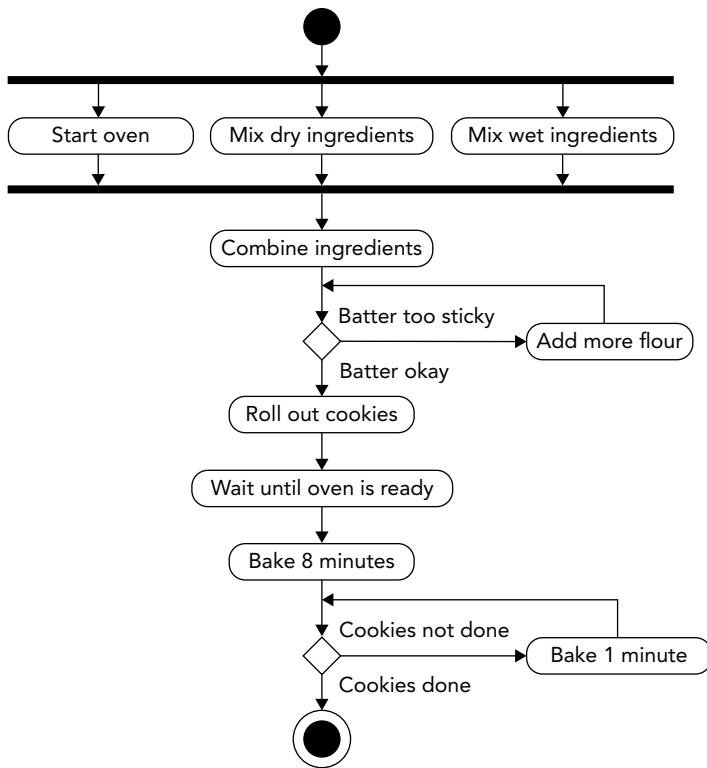 Start oven
Mix dry ingredients
Mix wet ingredients
Combine ingredients
Batter too sticky
Add more flour
Batter okay
Roll out cookies
Wait until oven is ready
Bake 8 minutes
Cookies not done
Bake 1 minute
Cookies done